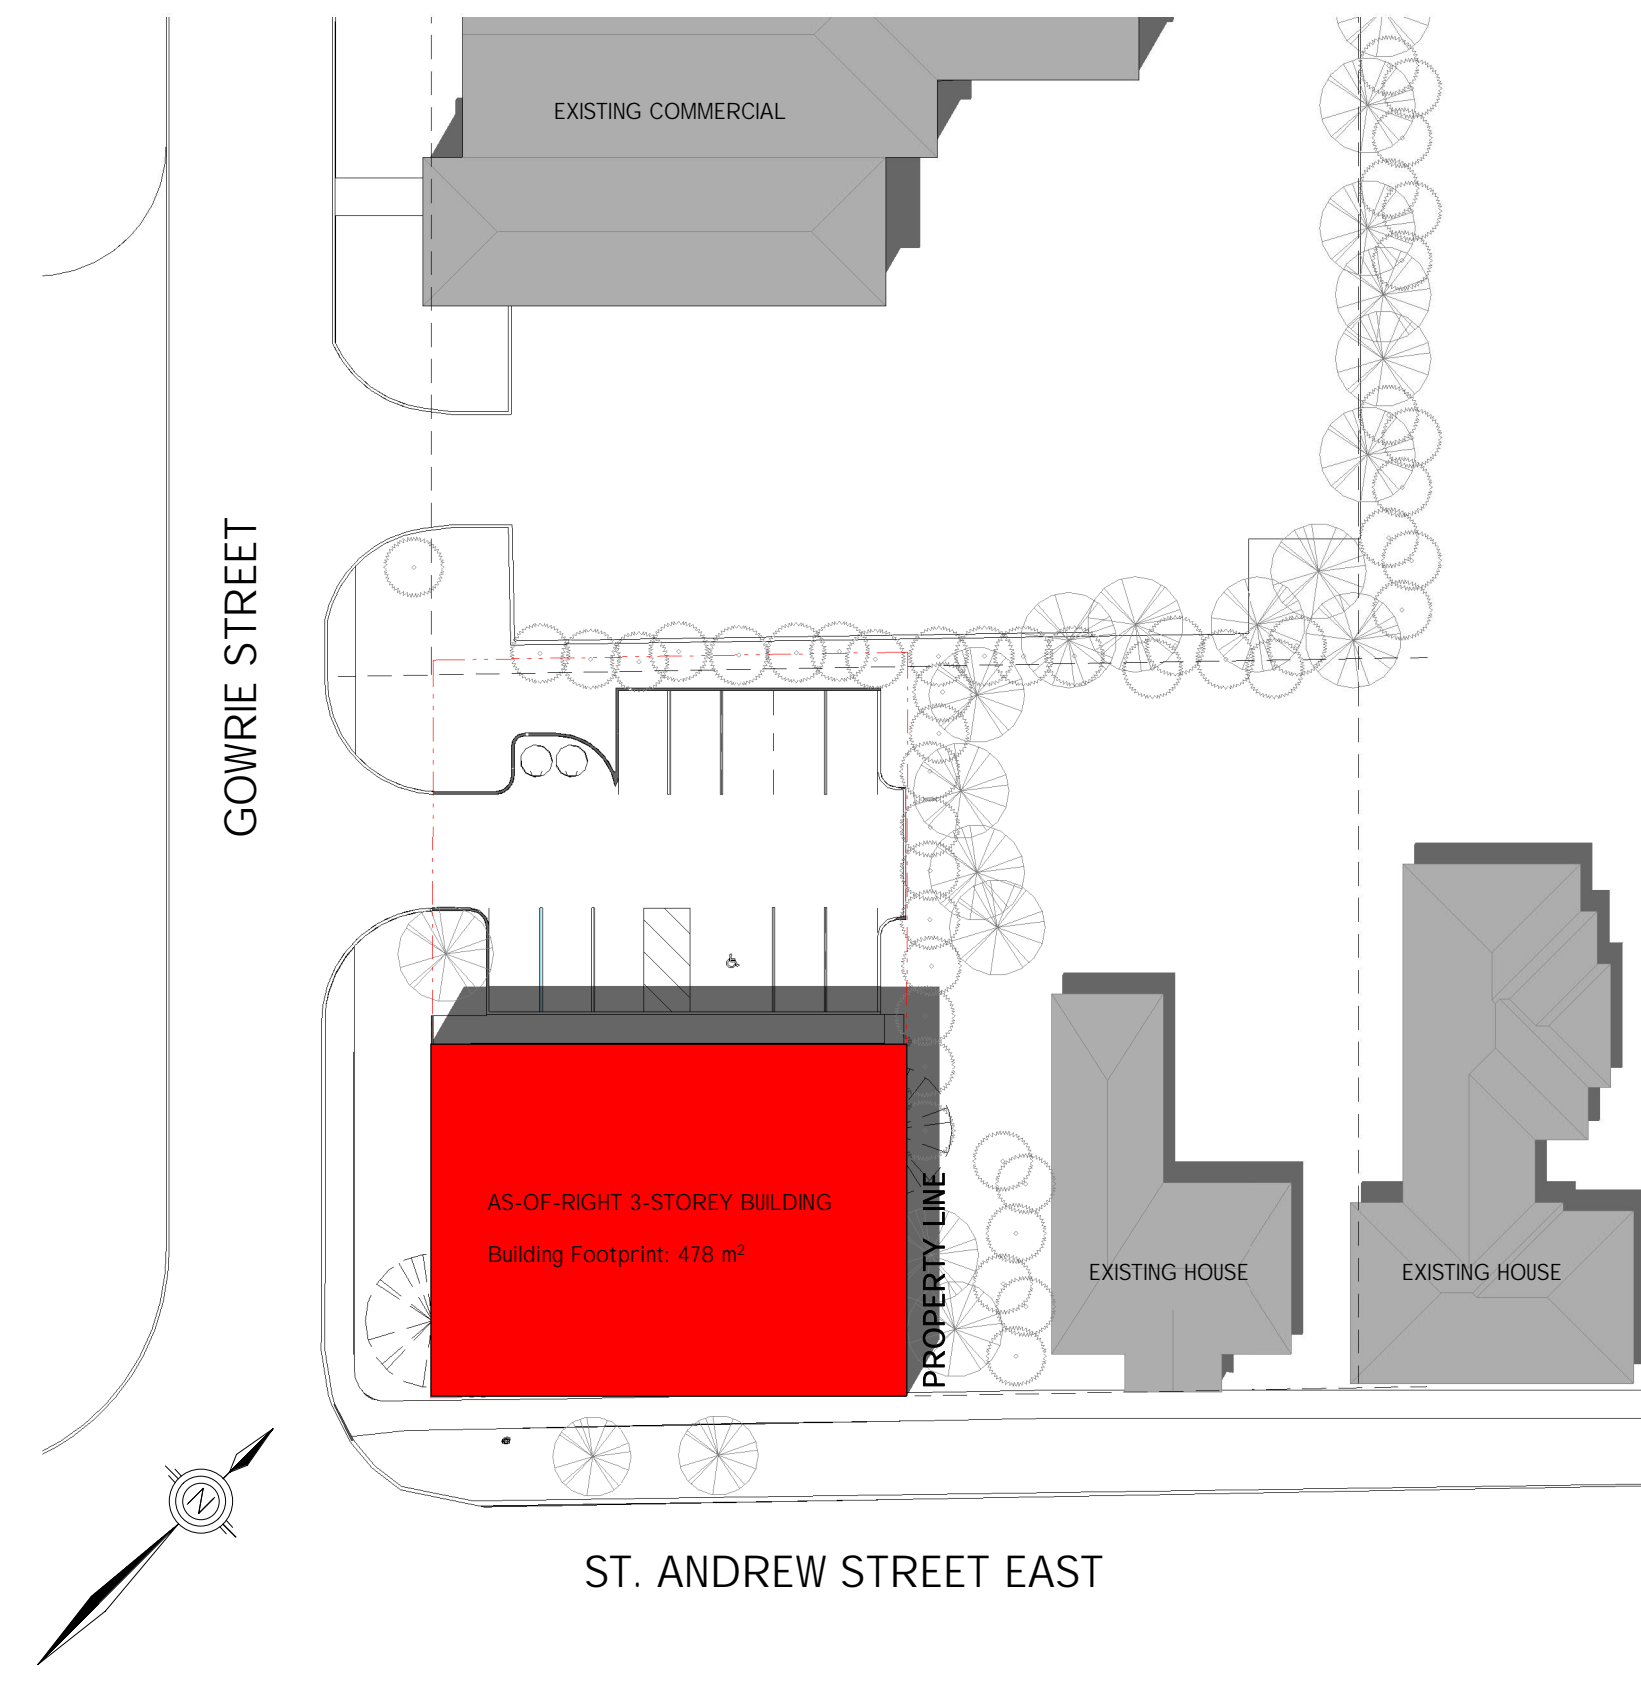 EXISTING COMMERCIAL
GOWRIE STREET
AS-OF-RIGHT 3-STOREY BUILDING
Building Footprint: 478 m²
PROPERTY LINE
EXISTING HOUSE
EXISTING HOUSE
N
ST. ANDREW STREET EAST